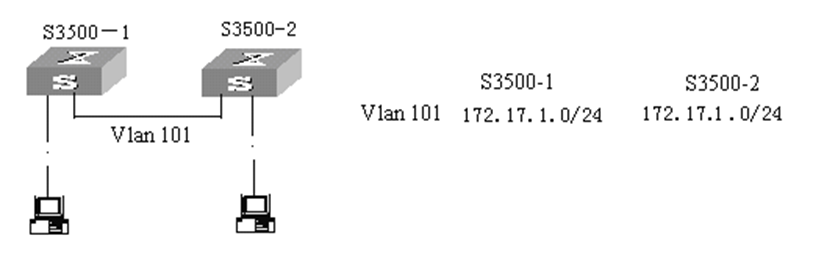 S3500－1 S3500-2
S
S
Vlan 101
S3500-1 S3500-2
Vlan 101 172.17.1.0/24 172.17.1.0/24